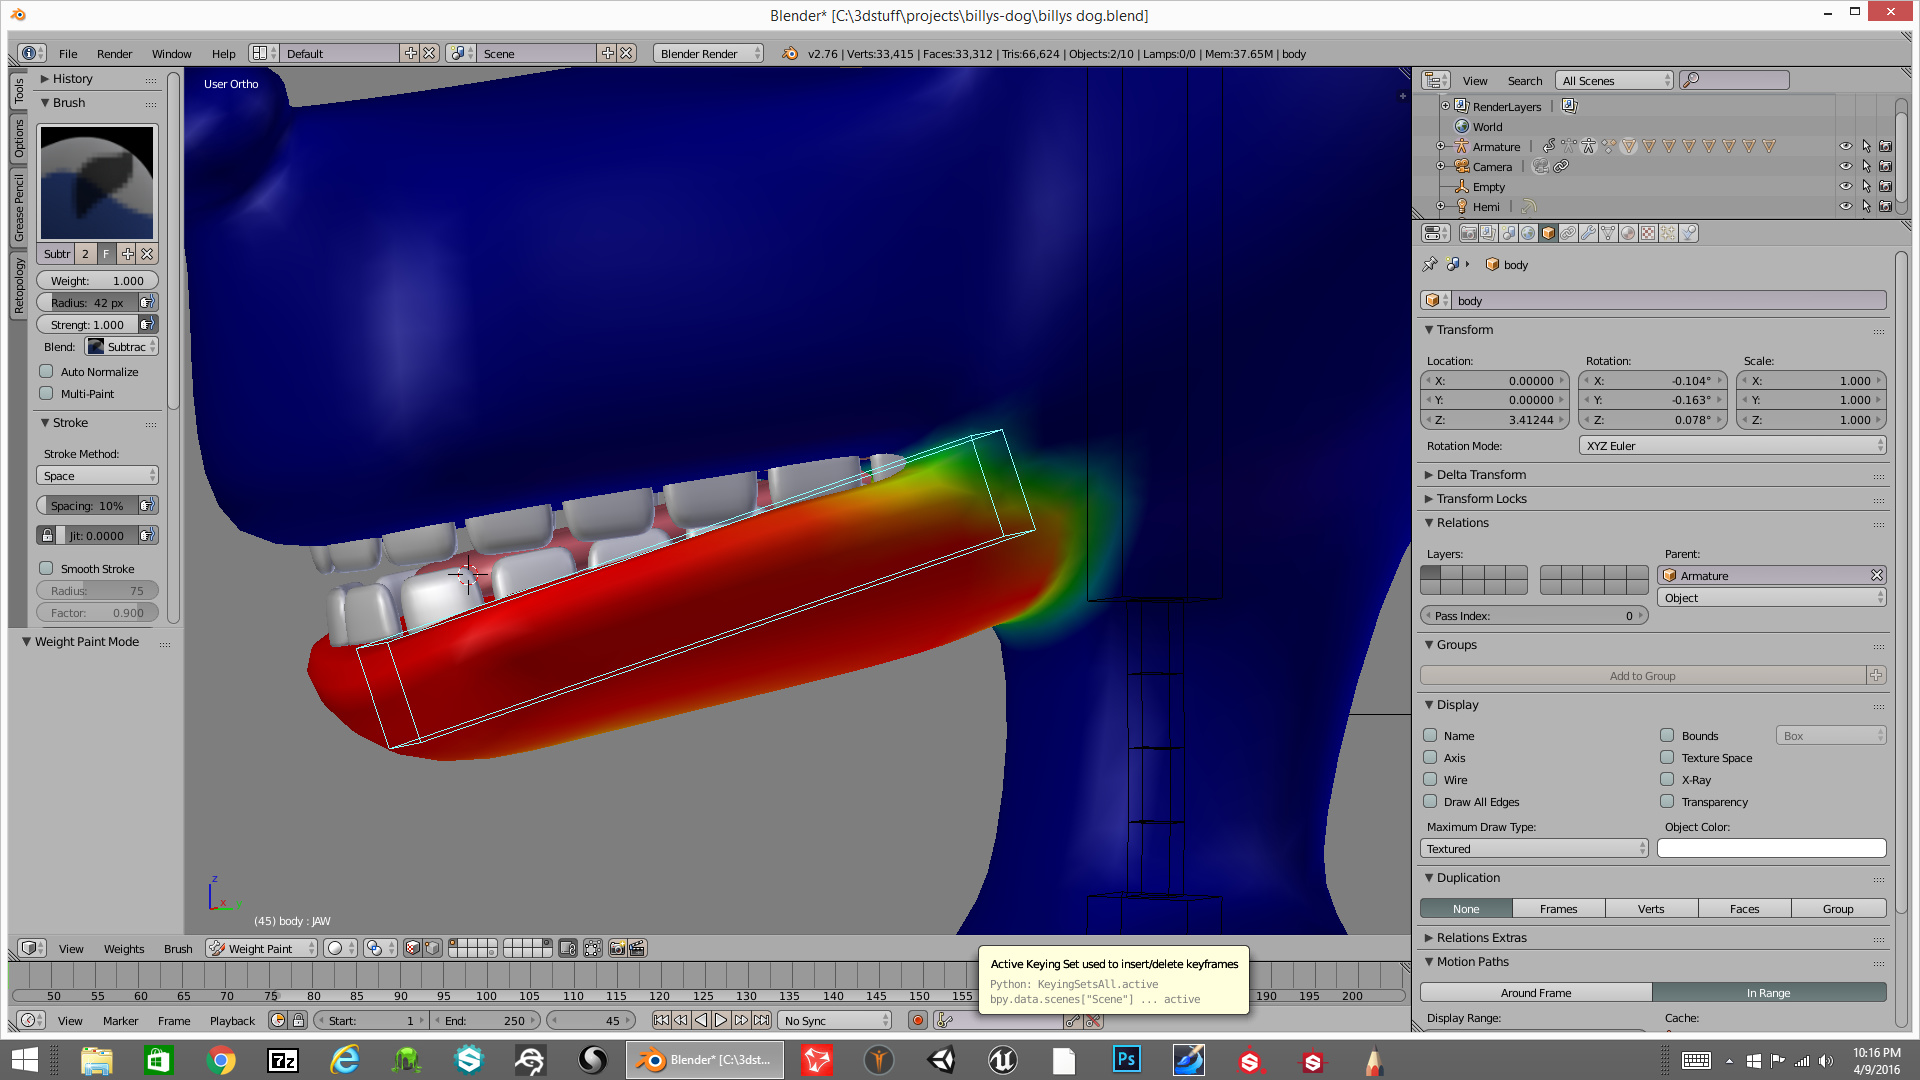 Blender* [C:\3dstuff\projects\billys-dog\billys dog.blend]
File Render Window Help Default Scene Blender Render v2.76 | Verts:33,415 | Faces:33,312 | Tris:66,624 | Objects:2/10 | Lamps:0/0 | Mem:37.65M | body
Tools
Options
Grease Pencil
Retopology
History
Brush
Subtr 2 F
Weight: 1.000
Radius: 42 px
Strengt: 1.000
Blend: Subtrac
Auto Normalize
Multi-Paint
Stroke
Stroke Method:
Space
Spacing: 10%
Jit: 0.0000
Smooth Stroke
Radius: 75
Factor: 0.900
Weight Paint Mode
User Ortho
z
x
(45) body : JAW
View Search All Scenes
RenderLayers
World
Armature
Camera
Empty
Hemi
body
body
Transform
Location: Rotation: Scale:
X: 0.00000 X: -0.104° X: 1.000
Y: 0.00000 Y: -0.163° Y: 1.000
Z: 3.41244 Z: 0.078° Z: 1.000
Rotation Mode: XYZ Euler
Delta Transform
Transform Locks
Relations
Layers: Parent:
Armature
Object
Pass Index: 0
Groups
Add to Group
Display
Name Bounds Box
Axis Texture Space
Wire X-Ray
Draw All Edges Transparency
Maximum Draw Type: Object Color:
Textured
Duplication
None Frames Verts Faces Group
Relations Extras
Motion Paths
Around Frame In Range
Display Range: Cache:
View Weights Brush Weight Paint
Active Keying Set used to insert/delete keyframes
Python: KeyingSetsAll.active
bpy.data.scenes["Scene"] ... active
50 55 60 65 70 75 80 85 90 95 100 105 110 115 120 125 130 135 140 145 150 155 190 195 200
View Marker Frame Playback Start: 1 End: 250 45 No Sync
7z
Blender* [C:\3dst...
Ps
10:16 PM
4/9/2016